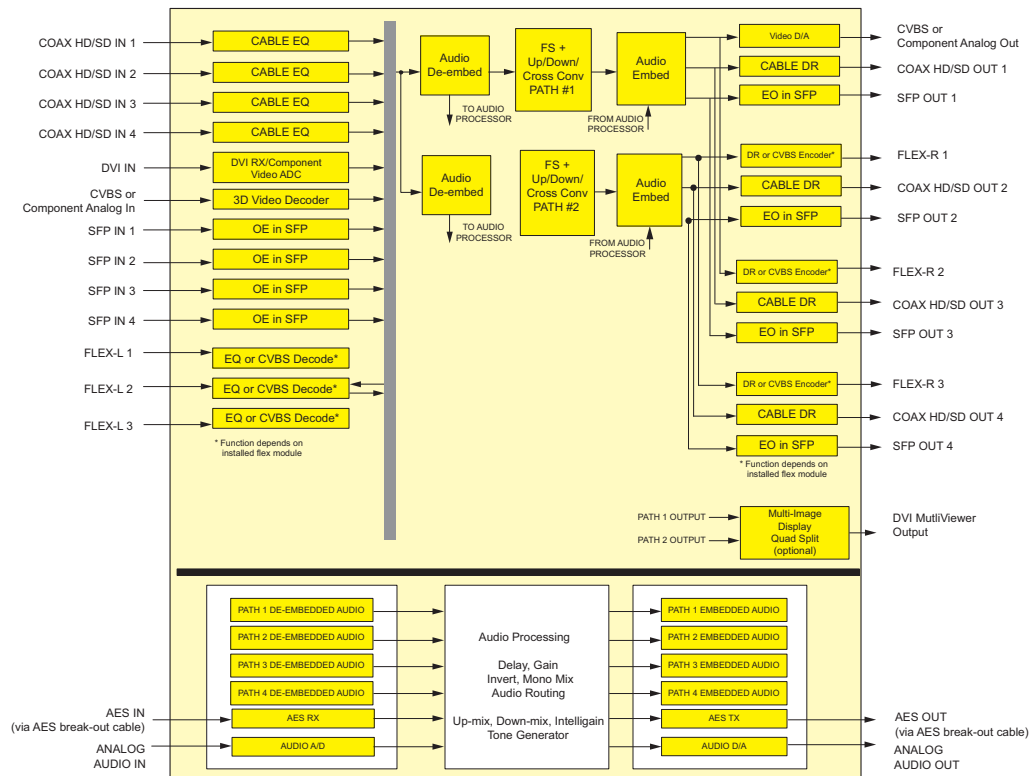 COAX HD/SD IN 1
COAX HD/SD IN 2
COAX HD/SD IN 3
COAX HD/SD IN 4
DVI IN
CVBS or
Component Analog In
SFP IN 1
SFP IN 2
SFP IN 3
SFP IN 4
FLEX-L 1
FLEX-L 2
FLEX-L 3
CABLE EQ
CABLE EQ
CABLE EQ
CABLE EQ
DVI RX/Component
Video ADC
3D Video Decoder
OE in SFP
OE in SFP
OE in SFP
OE in SFP
EQ or CVBS Decode*
EQ or CVBS Decode*
EQ or CVBS Decode*
* Function depends on
installed flex module
Audio
De-embed
TO AUDIO
PROCESSOR
FS +
Up/Down/
Cross Conv
PATH #1
Audio
Embed
FROM AUDIO
PROCESSOR
Audio
De-embed
TO AUDIO
PROCESSOR
FS +
Up/Down/
Cross Conv
PATH #2
Audio
Embed
FROM AUDIO
PROCESSOR
Video D/A
CABLE DR
EO in SFP
DR or CVBS Encoder*
CABLE DR
EO in SFP
DR or CVBS Encoder*
CABLE DR
EO in SFP
DR or CVBS Encoder*
CABLE DR
EO in SFP
* Function depends on
installed flex module
CVBS or
Component Analog Out
COAX HD/SD OUT 1
SFP OUT 1
FLEX-R 1
COAX HD/SD OUT 2
SFP OUT 2
FLEX-R 2
COAX HD/SD OUT 3
SFP OUT 3
FLEX-R 3
COAX HD/SD OUT 4
SFP OUT 4
PATH 1 OUTPUT
PATH 2 OUTPUT
Multi-Image
Display
Quad Split
(optional)
DVI MutliViewer
Output
PATH 1 DE-EMBEDDED AUDIO
PATH 2 DE-EMBEDDED AUDIO
PATH 3 DE-EMBEDDED AUDIO
PATH 4 DE-EMBEDDED AUDIO
AES RX
AUDIO A/D
AES IN
(via AES break-out cable)
ANALOG
AUDIO IN
Audio Processing
Delay, Gain
Invert, Mono Mix
Audio Routing
Up-mix, Down-mix, Intelligain
Tone Generator
PATH 1 EMBEDDED AUDIO
PATH 2 EMBEDDED AUDIO
PATH 3 EMBEDDED AUDIO
PATH 4 EMBEDDED AUDIO
AES TX
AUDIO D/A
AES OUT
(via AES break-out cable)
ANALOG
AUDIO OUT